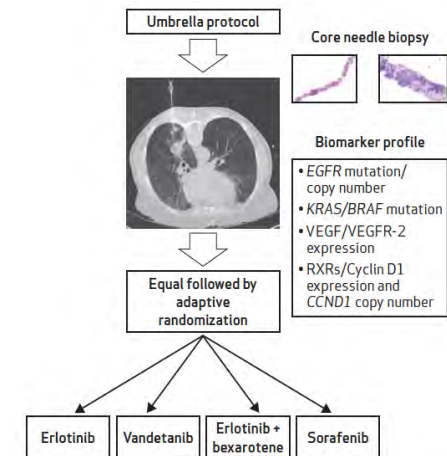 Umbrella protocol
Core needle biopsy
Biomarker profile
• EGFR mutation/
copy number
• KRAS/BRAF mutation
• VEGF/VEGFR-2
expression
• RXRs/Cyclin D1
expression and
CCND1 copy number
Equal followed by
adaptive
randomization
Erlotinib
Vandetanib
Erlotinib +
bexarotene
Sorafenib